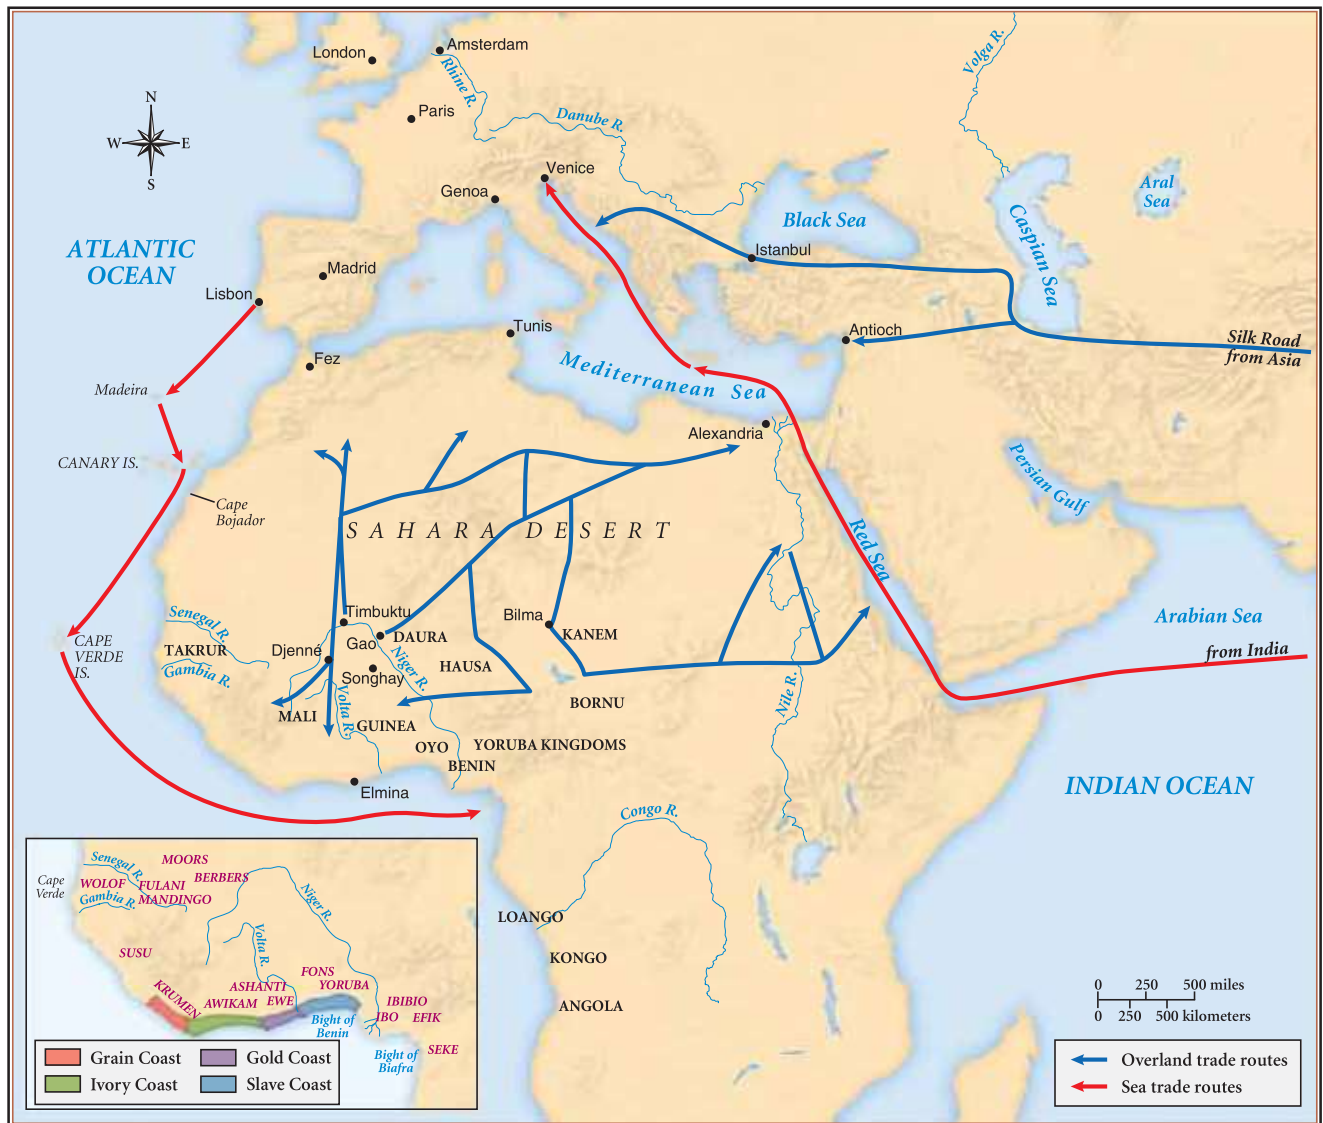 London
Amsterdam
Volga R.
Rhine R.
Paris
Danube R.
N
W
E
S
Venice
Genoa
Aral
Sea
Black Sea
Caspian Sea
ATLANTIC
OCEAN
Istanbul
Madrid
Lisbon
Tunis
Antioch
Silk Road
from Asia
Fez
Mediterranean Sea
Madeira
Alexandria
CANARY IS.
Persian Gulf
Cape
Bojador
SAHARA DESERT
Red Sea
Senegal R.
Timbuktu
Bilma
Arabian Sea
CAPE
VERDE
IS.
TAKRUR
Djenné
Gao
DAURA
KANEM
from India
Gambia R.
HAUSA
Songhay
Niger R.
Nile R.
MALI
Volta R.
GUINEA
BORNU
OYO
YORUBA KINGDOMS
BENIN
Elmina
INDIAN OCEAN
Congo R.
LOANGO
KONGO
ANGOLA
Senegal R.
MOORS
Cape
Verde
WOLOF
FULANI
BERBERS
Gambia R.
MANDINGO
Niger R.
Volta R.
SUSU
FONS
KRUMEN
ASHANTI
YORUBA
AWIKAM
EWE
IBIBIO
IBO
EFIK
Bight of
Benin
SEKE
Bight of
Biafra
Grain Coast
Gold Coast
Ivory Coast
Slave Coast
0 250 500 miles
0 250 500 kilometers
Overland trade routes
Sea trade routes